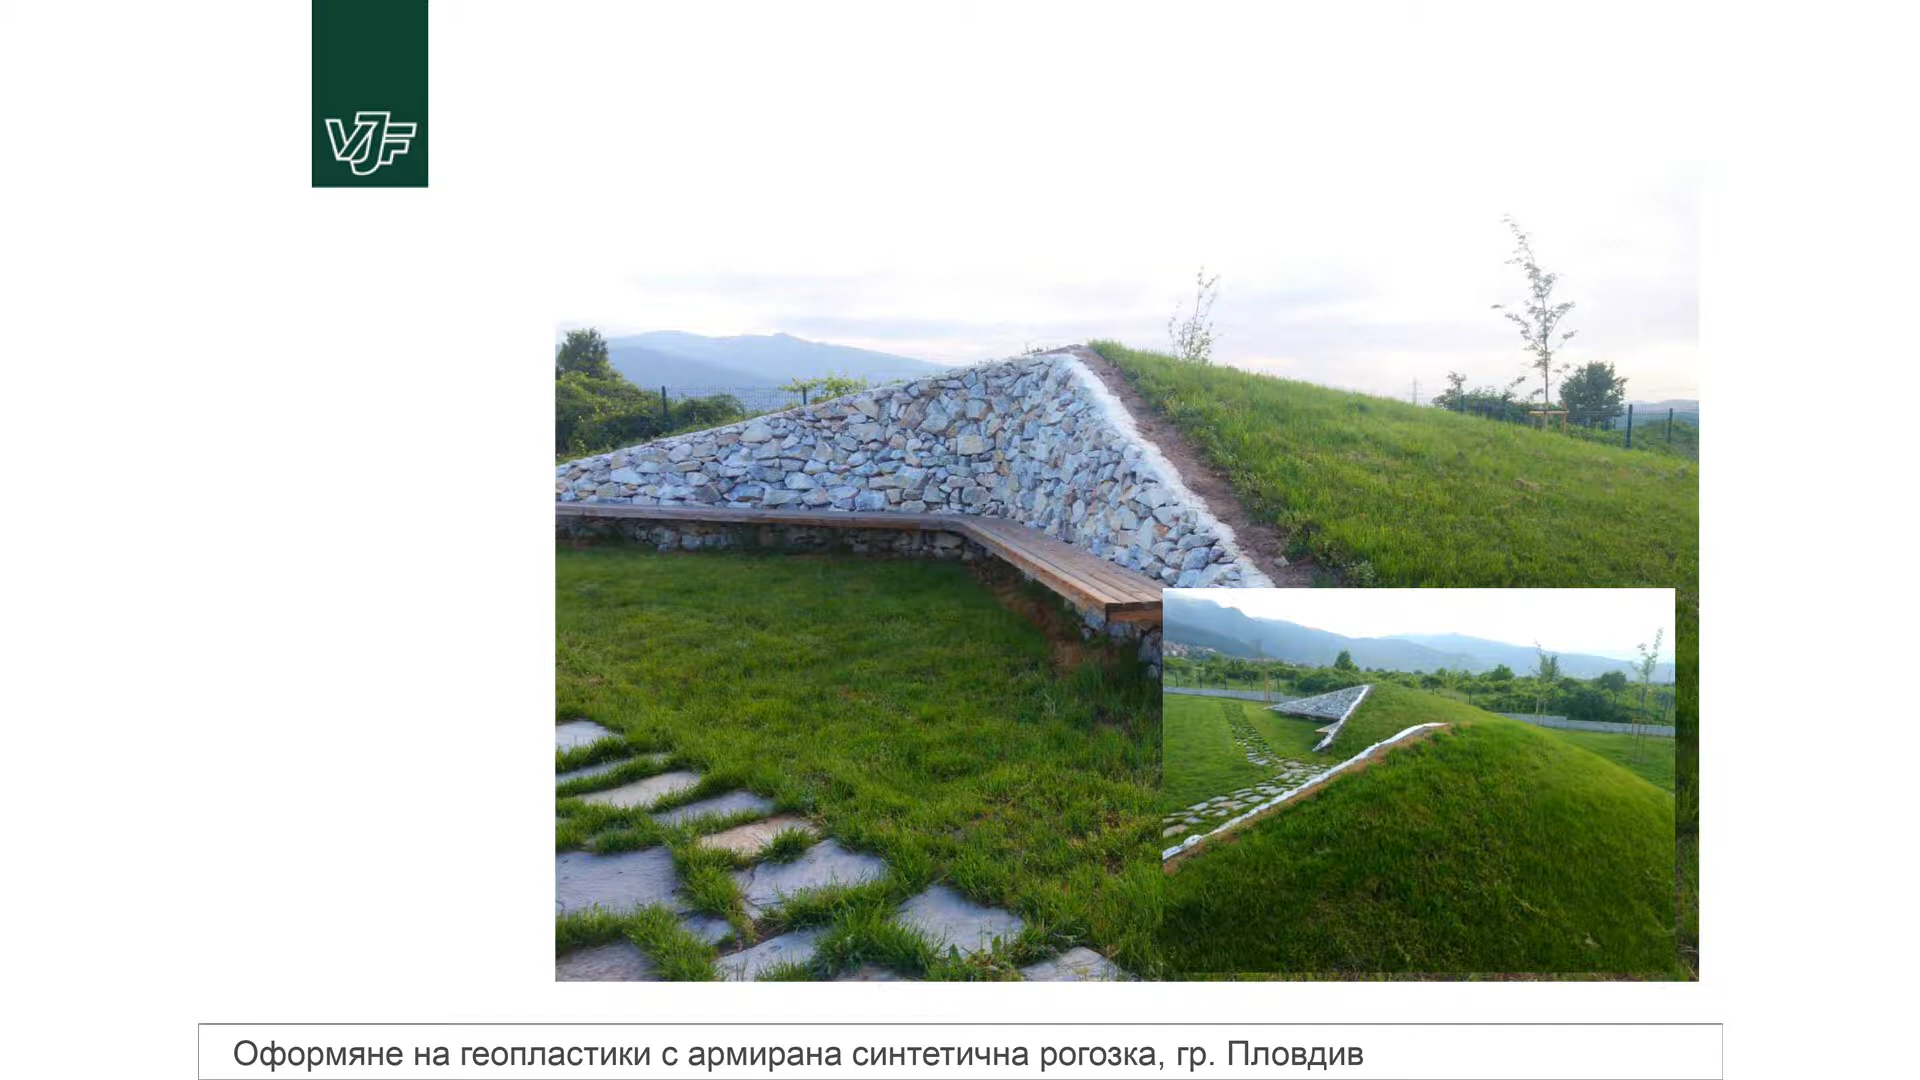 VJF
Оформяне на геопластики с армирана синтетична рогозка, гр. Пловдив